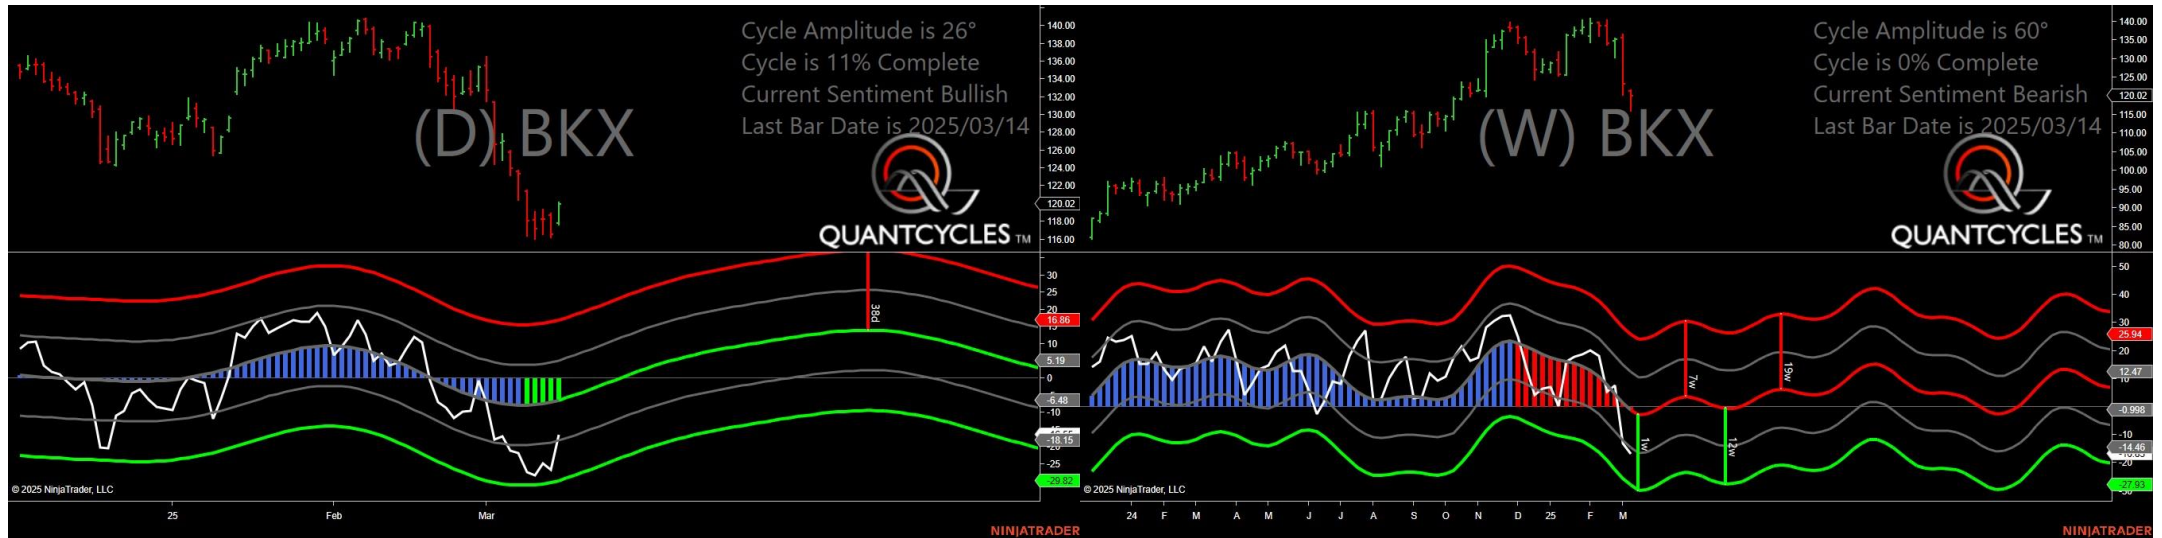 Cycle Amplitude is 26°
Cycle is 11% Complete
Current Sentiment Bullish
Last Bar Date is 2025/03/14
(D) BKX
QUANTCYCLES TM
140.00
138.00
136.00
134.00
132.00
130.00
128.00
126.00
124.00
122.00
120.02
118.00
116.00
38d
30
25
20
16.86
10
5.19
0
-6.48
-10
-18.15
-25
-29.82
© 2025 NinjaTrader, LLC
25
Feb
Mar
NINJATRADER
Cycle Amplitude is 60°
Cycle is 0% Complete
Current Sentiment Bearish
Last Bar Date is 2025/03/14
(W) BKX
QUANTCYCLES TM
140.00
135.00
130.00
125.00
120.02
115.00
110.00
105.00
100.00
95.00
90.00
85.00
80.00
7w
19w
1w
12w
50
40
30
25.94
20
12.47
10
-0.998
-10
-14.46
-20
-27.93
© 2025 NinjaTrader, LLC
24
F
M
A
M
J
J
A
S
O
N
D
25
F
M
NINJATRADER